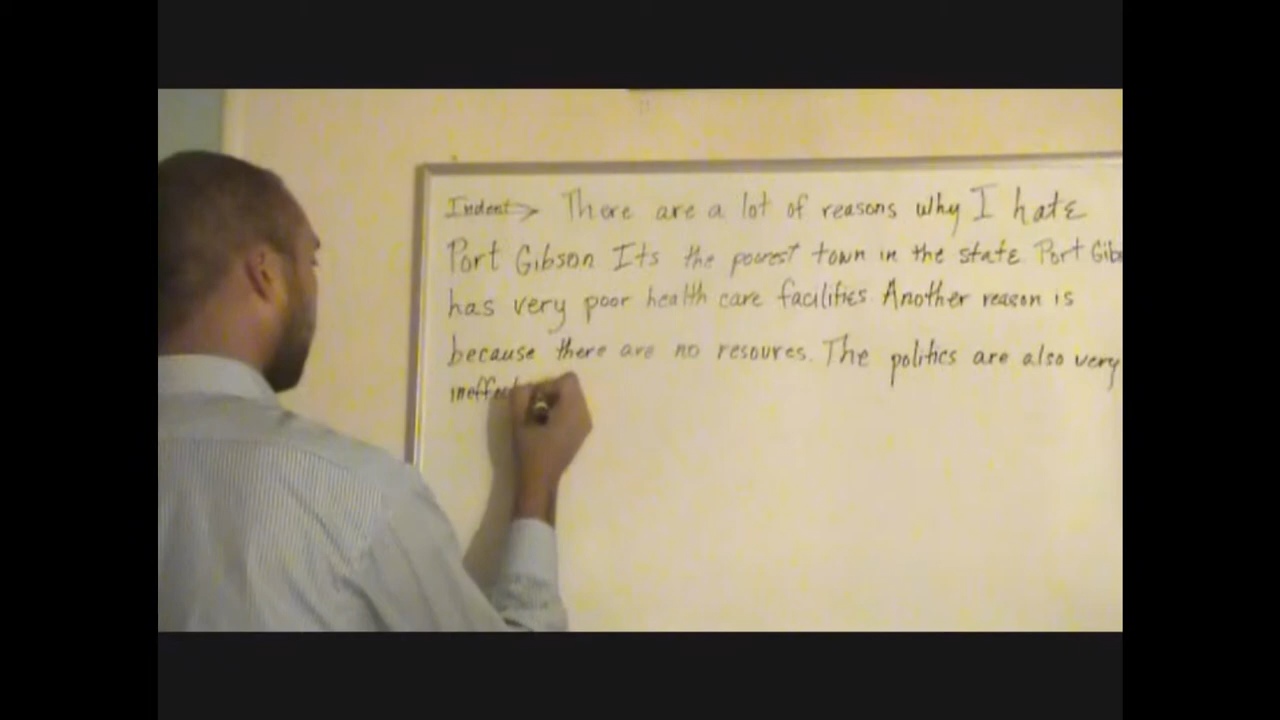 Indent→ There are a lot of reasons why I hate
Port Gibson Its the poorest town in the state. Port Gibs
has very poor health care facilities. Another reason is
because there are no resoures. The politics are also very